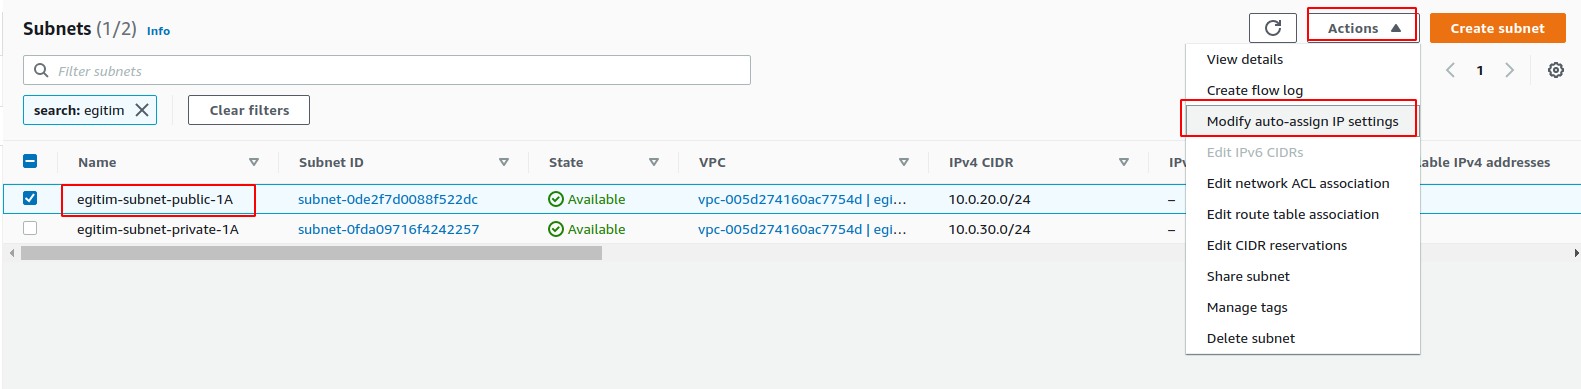 Subnets (1/2) Info
Actions
Create subnet
Filter subnets
1
search: egitim
Clear filters
View details
Create flow log
Modify auto-assign IP settings
Edit IPv6 CIDRs
Edit network ACL association
Edit route table association
Edit CIDR reservations
Share subnet
Manage tags
Delete subnet
Name Subnet ID State VPC IPv4 CIDR addresses IPv4
egitim-subnet-public-1A subnet-0de2f7d0088f522dc Available vpc-005d274160ac7754d | egi... 10.0.20.0/24 –
egitim-subnet-private-1A subnet-0fda09716f4242257 Available vpc-005d274160ac7754d | egi... 10.0.30.0/24 –